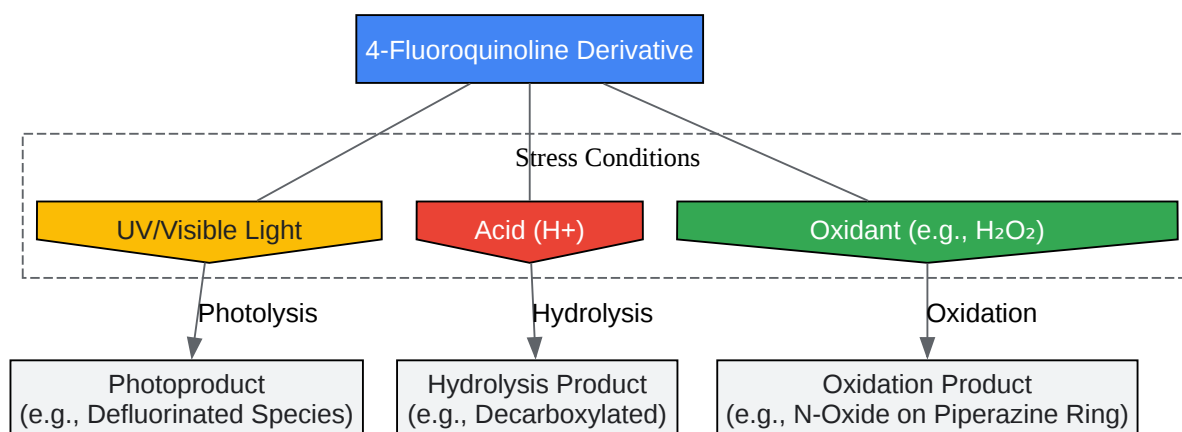 4-Fluoroquinoline Derivative
Stress Conditions
UV/Visible Light
Acid (H+)
Oxidant (e.g., H₂O₂)
Photolysis
Hydrolysis
Oxidation
Photoproduct
(e.g., Defluorinated Species)
Hydrolysis Product
(e.g., Decarboxylated)
Oxidation Product
(e.g., N-Oxide on Piperazine Ring)